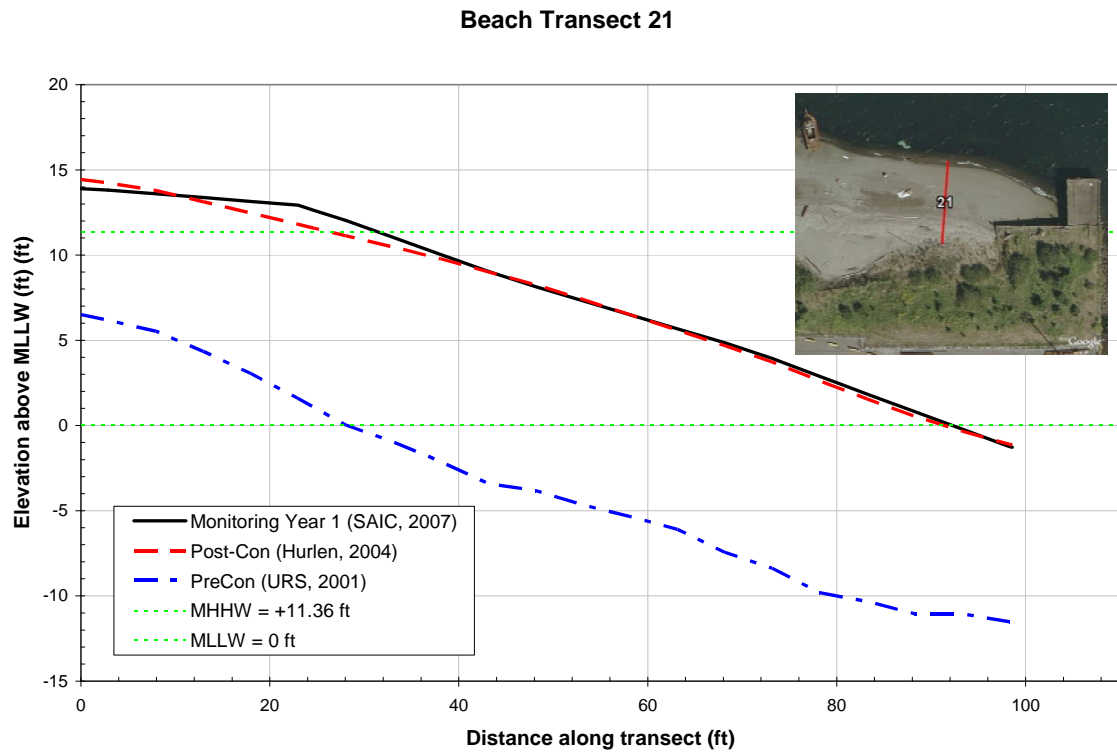 Beach Transect 21
20
15
10
5
0
-5
-10
-15
Elevation above MLLW (ft) (ft)
21
Google
Monitoring Year 1 (SAIC, 2007)
Post-Con (Hurlen, 2004)
PreCon (URS, 2001)
MHHW = +11.36 ft
MLLW = 0 ft
0 20 40 60 80 100
Distance along transect (ft)